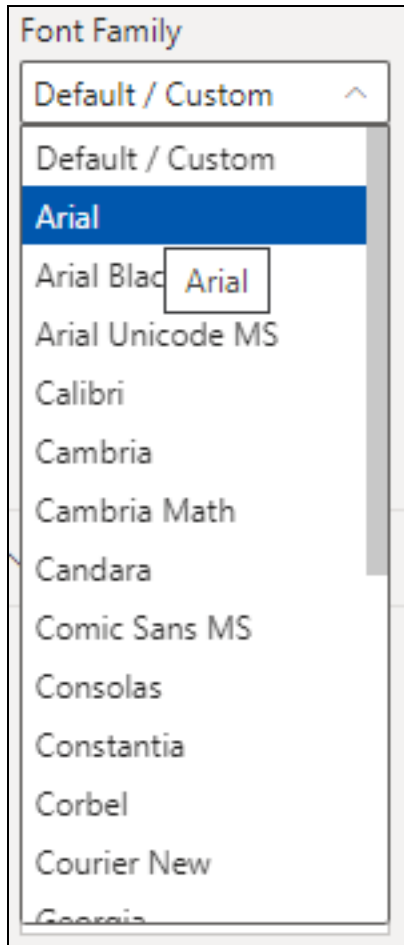 Font Family
Default / Custom
Default / Custom
Arial
Arial Blac
Arial
Arial Unicode MS
Calibri
Cambria
Cambria Math
Candara
Comic Sans MS
Consolas
Constantia
Corbel
Courier New
Georgia